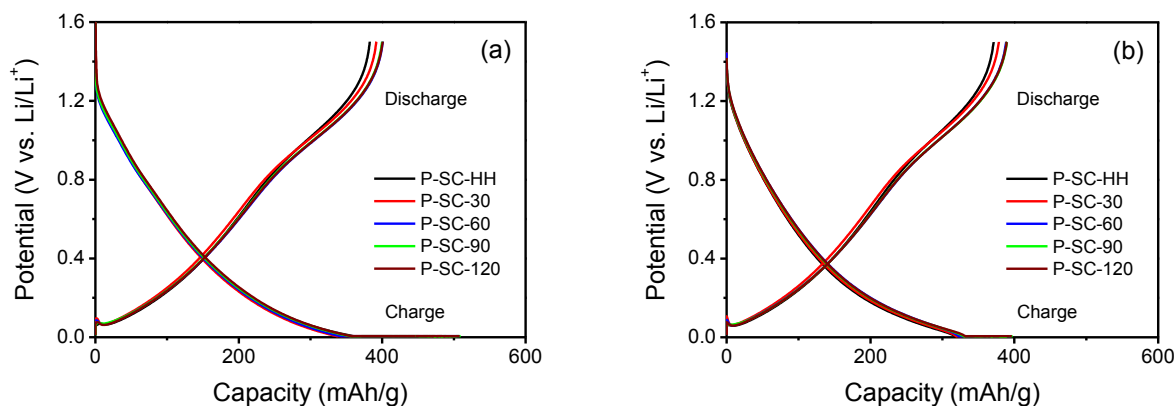 1.6
1.2
0.8
0.4
0.0
Potential (V vs. Li/Li⁺)
(a)
Discharge
P-SC-HH
P-SC-30
P-SC-60
P-SC-90
P-SC-120
Charge
0 200 400 600
Capacity (mAh/g)
1.6
1.2
0.8
0.4
0.0
Potential (V vs. Li/Li⁺)
(b)
Discharge
P-SC-HH
P-SC-30
P-SC-60
P-SC-90
P-SC-120
Charge
0 200 400 600
Capacity (mAh/g)